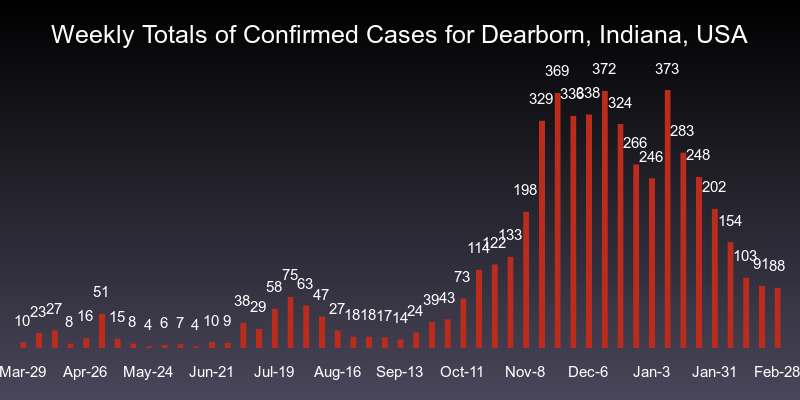 Weekly Totals of Confirmed Cases for Dearborn, Indiana, USA
10 23 27 8 16 51 15 8 4 6 7 4 10 9 38 29 58 75 63 47 27 18 18 17 14 24 39 43 73 114 122 133 198 329 369 336 338 372 324 266 246 373 283 248 202 154 103 91 88
Mar-29 Apr-26 May-24 Jun-21 Jul-19 Aug-16 Sep-13 Oct-11 Nov-8 Dec-6 Jan-3 Jan-31 Feb-28